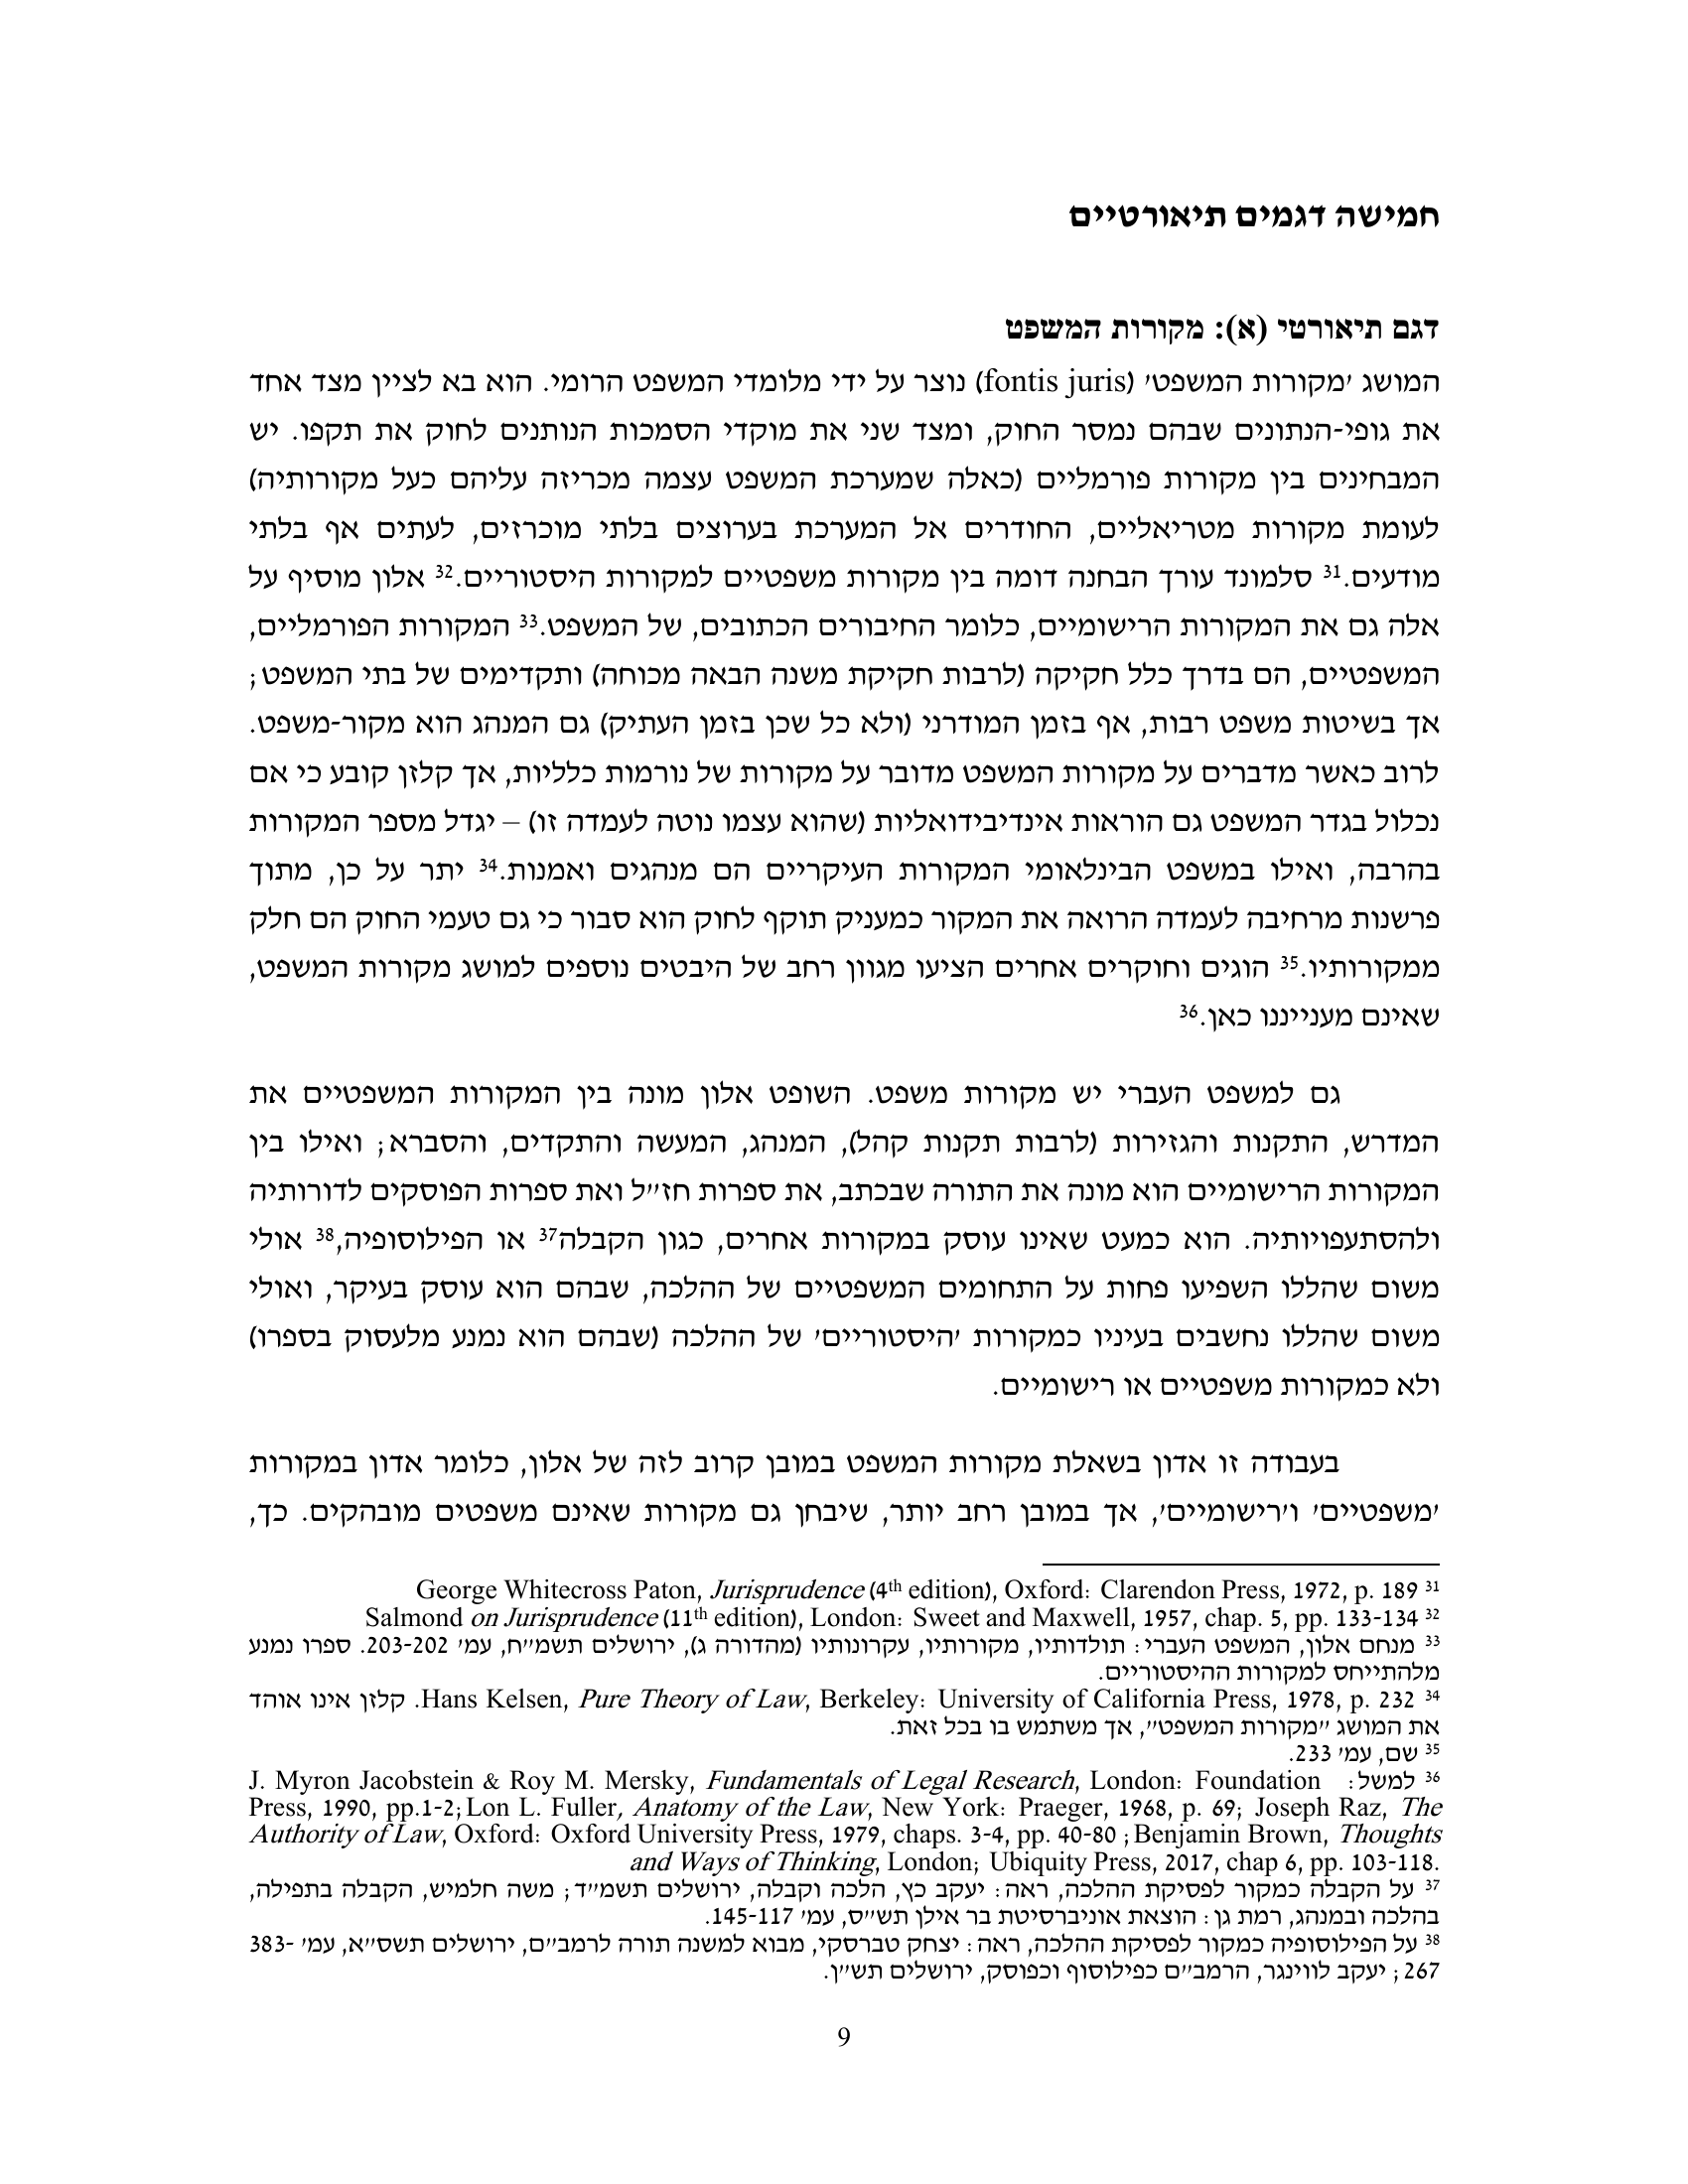 חמישה דגמים תיאורטיים
דגם תיאורטי (א): מקורות המשפט
המושג 'מקורות המשפט' (fontis juris) נוצר על ידי מלומדי המשפט הרומי. הוא בא לציין מצד אחד
את גופי-הנתונים שבהם נמסר החוק, ומצד שני את מוקדי הסמכות הנותנים לחוק את תקפו. יש
המבחינים בין מקורות פורמליים (כאלה שמערכת המשפט עצמה מכריזה עליהם כעל מקורותיה)
לעומת מקורות מטריאליים, החודרים אל המערכת בערוצים בלתי מוכרזים, לעתים אף בלתי
מודעים.31 סלמונד עורך הבחנה דומה בין מקורות משפטיים למקורות היסטוריים.32 אלון מוסיף על
אלה גם את המקורות הרישומיים, כלומר החיבורים הכתובים, של המשפט.33 המקורות הפורמליים,
המשפטיים, הם בדרך כלל חקיקה (לרבות חקיקת משנה הבאה מכוחה) ותקדימים של בתי המשפט;
אך בשיטות משפט רבות, אף בזמן המודרני (ולא כל שכן בזמן העתיק) גם המנהג הוא מקור-משפט.
לרוב כאשר מדברים על מקורות המשפט מדובר על מקורות של נורמות כלליות, אך קלזן קובע כי אם
נכלול בגדר המשפט גם הוראות אינדיבידואליות (שהוא עצמו נוטה לעמדה זו) – יגדל מספר המקורות
בהרבה, ואילו במשפט הבינלאומי המקורות העיקריים הם מנהגים ואמנות.34 יתר על כן, מתוך
פרשנות מרחיבה לעמדה הרואה את המקור כמעניק תוקף לחוק הוא סבור כי גם טעמי החוק הם חלק
ממקורותיו.35 הוגים וחוקרים אחרים הציעו מגוון רחב של היבטים נוספים למושג מקורות המשפט,
שאינם מענייננו כאן.36
גם למשפט העברי יש מקורות משפט. השופט אלון מונה בין המקורות המשפטיים את
המדרש, התקנות והגזירות (לרבות תקנות קהל), המנהג, המעשה והתקדים, והסברא; ואילו בין
המקורות הרישומיים הוא מונה את התורה שבכתב, את ספרות חז"ל ואת ספרות הפוסקים לדורותיה
ולהסתעפויותיה. הוא כמעט שאינו עוסק במקורות אחרים, כגון הקבלה37 או הפילוסופיה,38 אולי
משום שהללו השפיעו פחות על התחומים המשפטיים של ההלכה, שבהם הוא עוסק בעיקר, ואולי
משום שהללו נחשבים בעיניו כמקורות 'היסטוריים' של ההלכה (שבהם הוא נמנע מלעסוק בספרו)
ולא כמקורות משפטיים או רישומיים.
בעבודה זו אדון בשאלת מקורות המשפט במובן קרוב לזה של אלון, כלומר אדון במקורות
'משפטיים' ו'רישומיים', אך במובן רחב יותר, שיבחן גם מקורות שאינם משפטים מובהקים. כך,
31 George Whitecross Paton, Jurisprudence (4th edition), Oxford: Clarendon Press, 1972, p. 189
32 Salmond on Jurisprudence (11th edition), London: Sweet and Maxwell, 1957, chap. 5, pp. 133-134
33 מנחם אלון, המשפט העברי: תולדותיו, מקורותיו, עקרונותיו (מהדורה ג), ירושלים תשמ"ח, עמ' 203-202. ספרו נמנע
מלהתייחס למקורות ההיסטוריים.
34 Hans Kelsen, Pure Theory of Law, Berkeley: University of California Press, 1978, p. 232. קלזן אינו אוהד
את המושג "מקורות המשפט", אך משתמש בו בכל זאת.
35 שם, עמ' 233.
36 למשל: J. Myron Jacobstein & Roy M. Mersky, Fundamentals of Legal Research, London: Foundation
Press, 1990, pp.1-2; Lon L. Fuller, Anatomy of the Law, New York: Praeger, 1968, p. 69; Joseph Raz, The
Authority of Law, Oxford: Oxford University Press, 1979, chaps. 3-4, pp. 40-80 ; Benjamin Brown, Thoughts
and Ways of Thinking, London; Ubiquity Press, 2017, chap 6, pp. 103-118.
37 על הקבלה כמקור לפסיקת ההלכה, ראה: יעקב כץ, הלכה וקבלה, ירושלים תשמ"ד; משה חלמיש, הקבלה בתפילה,
בהלכה ובמנהג, רמת גן: הוצאת אוניברסיטת בר אילן תש"ס, עמ' 145-117.
38 על הפילוסופיה כמקור לפסיקת ההלכה, ראה: יצחק טברסקי, מבוא למשנה תורה לרמב"ם, ירושלים תשס"א, עמ' 383-
267; יעקב לווינגר, הרמב"ם כפילוסוף וכפוסק, ירושלים תש"ן.
9